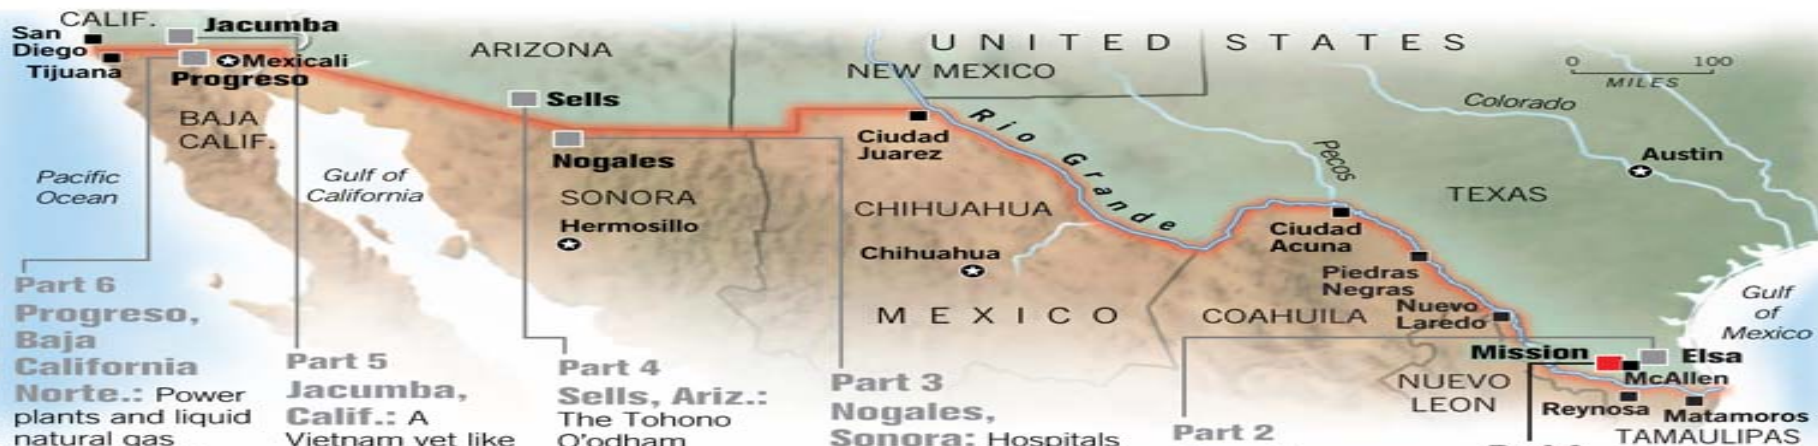 CALIF.
San
Diego
Jacumba
Tijuana
Progreso
Mexicali
ARIZONA
UNITED STATES
NEW MEXICO
0 100
MILES
Colorado
Sells
BAJA
CALIF.
Ciudad
Juarez
Rio Grande
Pecos
Austin
Pacific
Ocean
Gulf of
California
Nogales
SONORA
Hermosillo
CHIHUAHUA
Chihuahua
TEXAS
Ciudad
Acuna
Piedras
Negras
MEXICO
COAHUILA
Nuevo
Laredo
Gulf
of
Mexico
Mission
Elsa
McAllen
NUEVO
LEON
Reynosa
Matamoros
TAMAULIPAS
Part 6
Progreso,
Baja
California
Norte.: Power
plants and liquid
natural gas
Part 5
Jacumba,
Calif.: A
Vietnam vet like
Part 4
Sells, Ariz.:
The Tohono
O'odham
Part 3
Nogales,
Sonora: Hospitals
Part 2